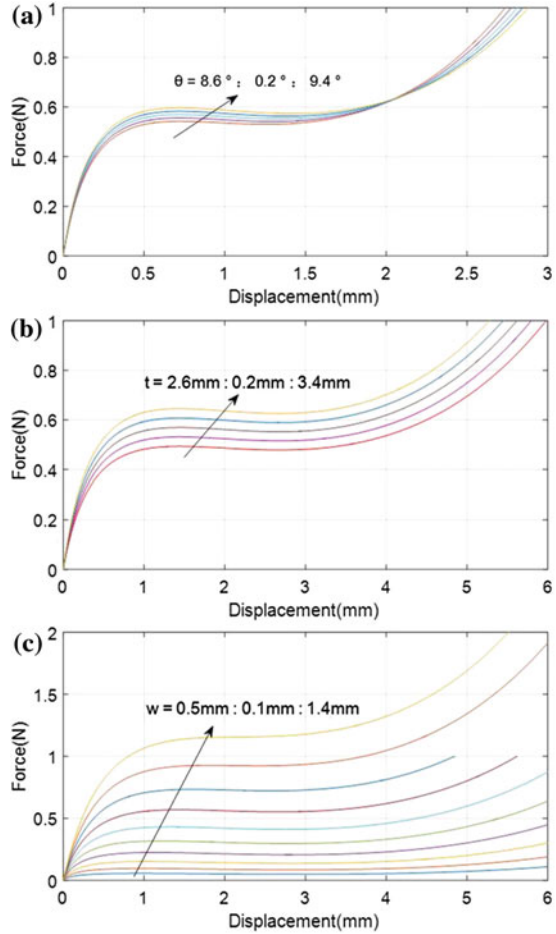 (a)
1
0.8
0.6
0.4
0.2
0
Force(N)
θ = 8.6 ° ; 0.2 ° ; 9.4 °
0 0.5 1 1.5 2 2.5 3
Displacement(mm)
(b)
1
0.8
0.6
0.4
0.2
0
Force(N)
t = 2.6mm : 0.2mm : 3.4mm
0 1 2 3 4 5 6
Displacement(mm)
(c)
2
1.5
1
0.5
0
Force(N)
w = 0.5mm : 0.1mm : 1.4mm
0 1 2 3 4 5 6
Displacement(mm)